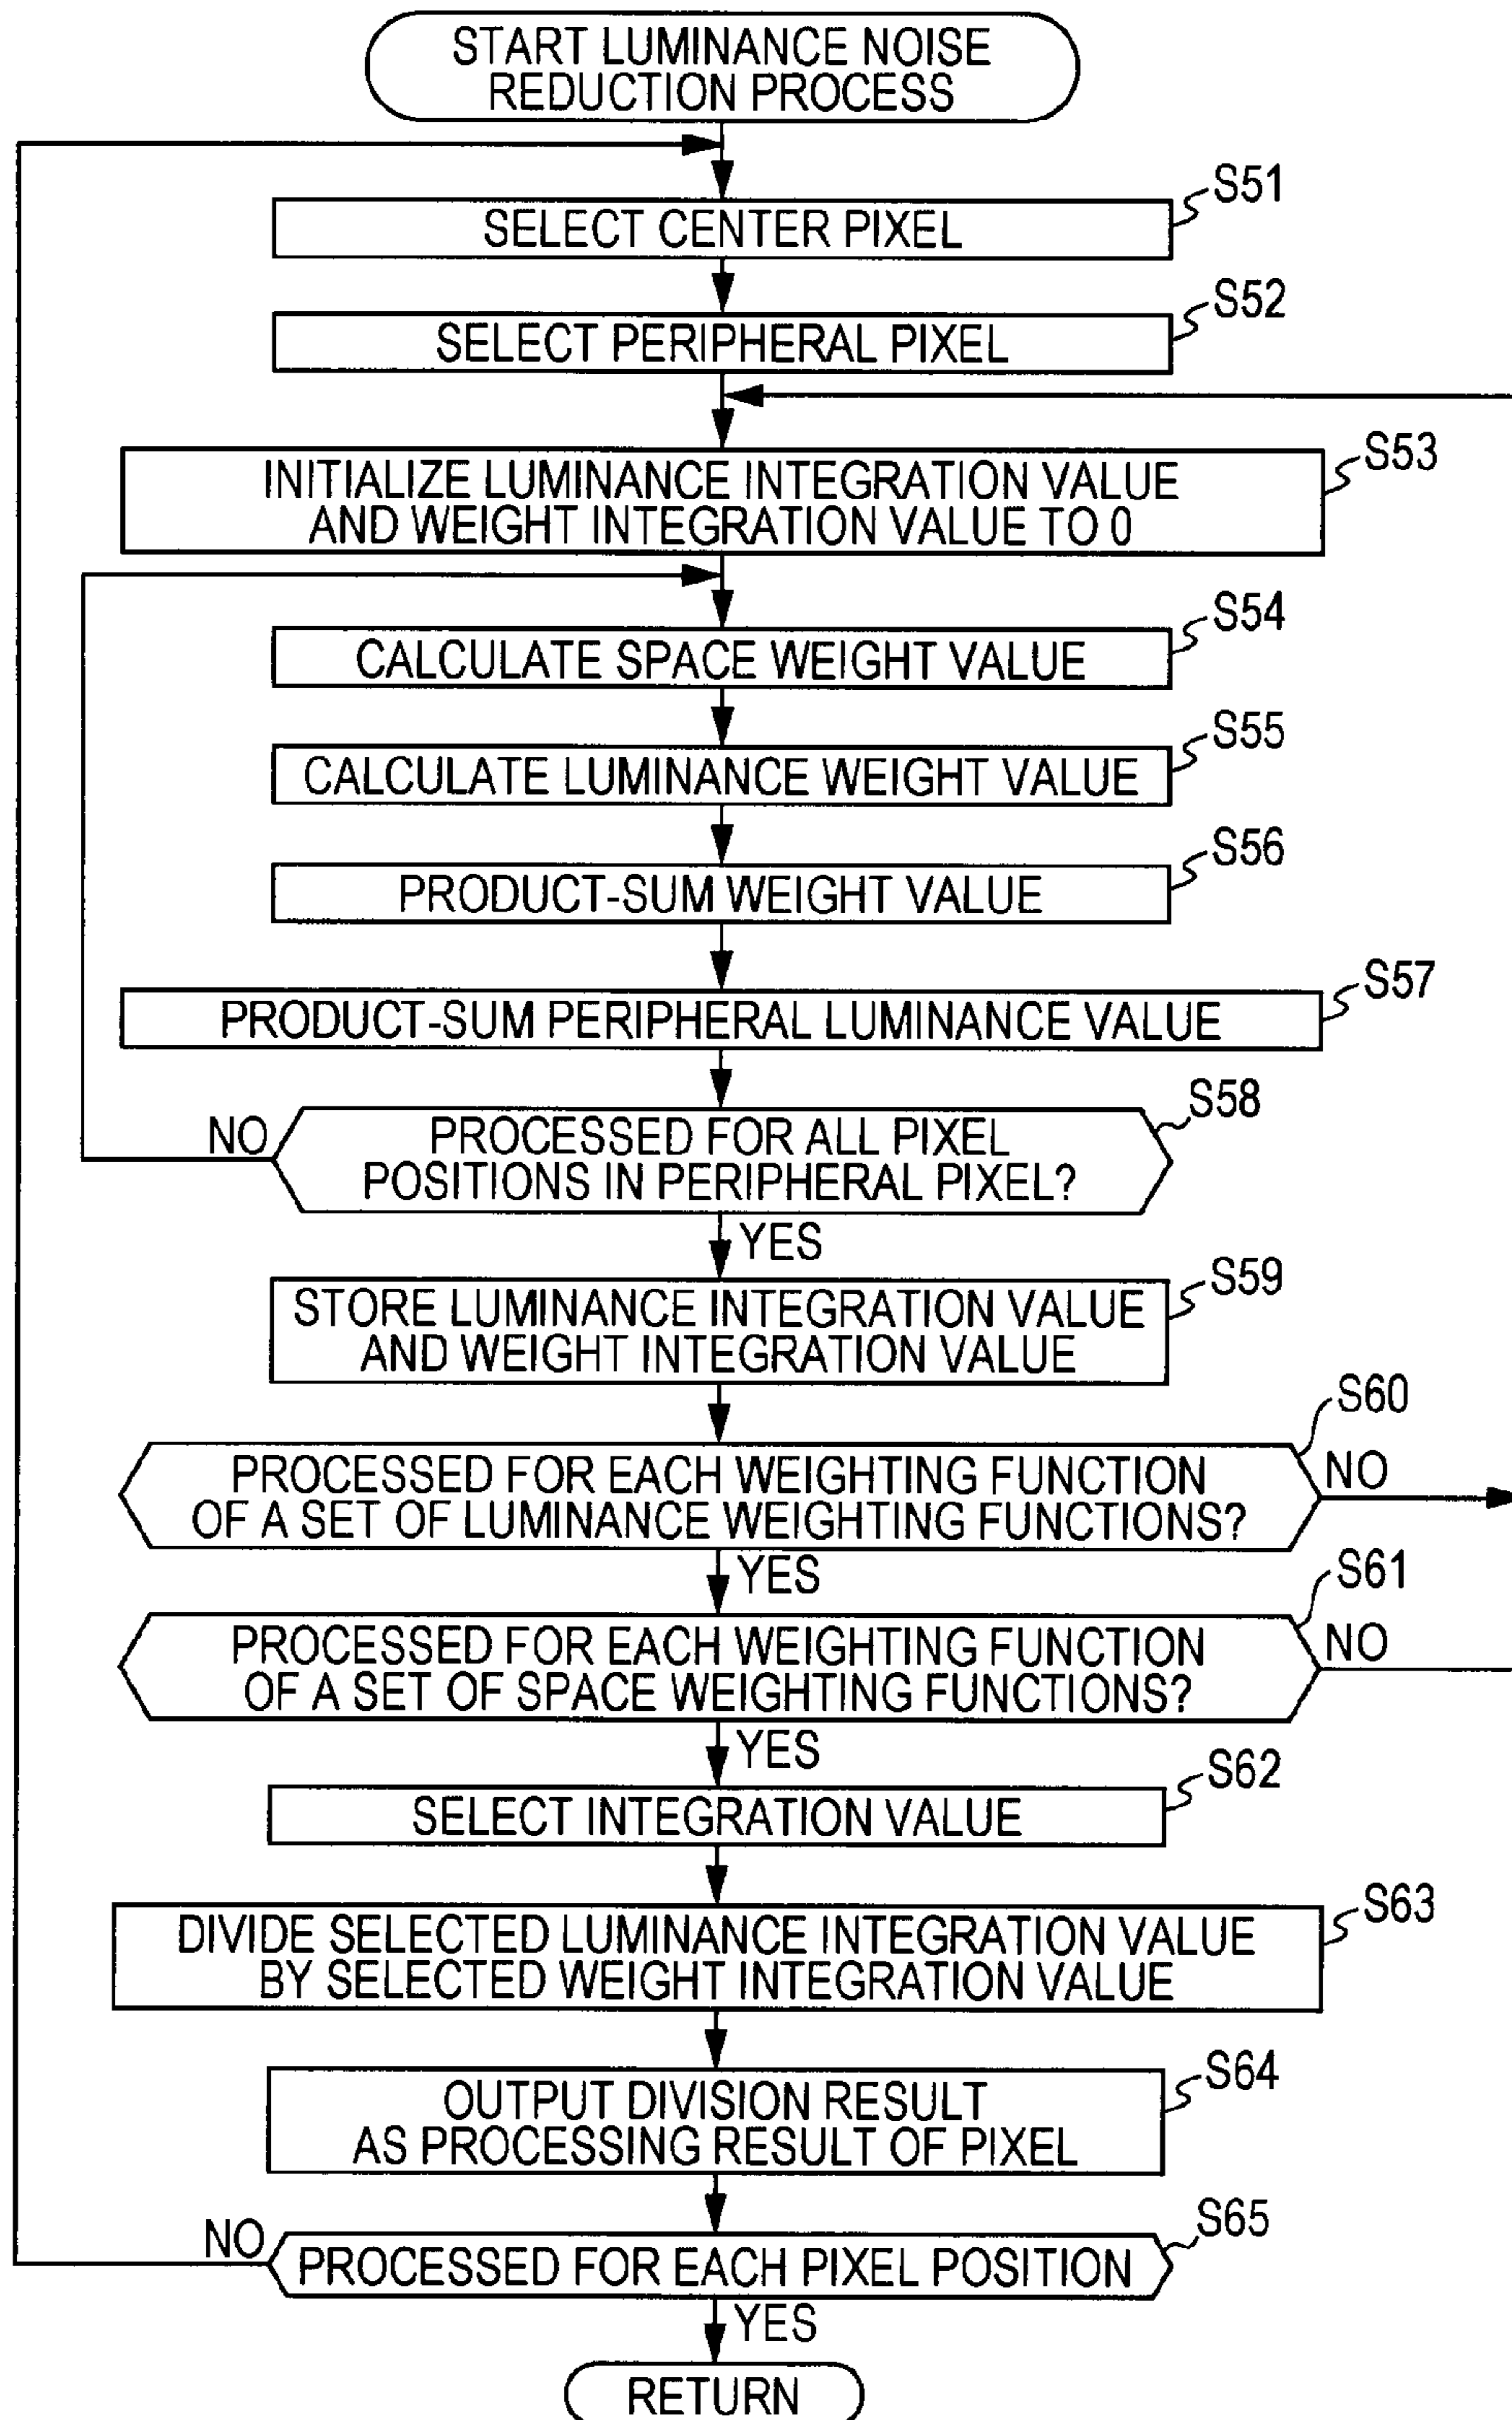 START LUMINANCE NOISE
REDUCTION PROCESS
S51
SELECT CENTER PIXEL
S52
SELECT PERIPHERAL PIXEL
S53
INITIALIZE LUMINANCE INTEGRATION VALUE
AND WEIGHT INTEGRATION VALUE TO 0
S54
CALCULATE SPACE WEIGHT VALUE
S55
CALCULATE LUMINANCE WEIGHT VALUE
S56
PRODUCT-SUM WEIGHT VALUE
S57
PRODUCT-SUM PERIPHERAL LUMINANCE VALUE
S58
NO
PROCESSED FOR ALL PIXEL
POSITIONS IN PERIPHERAL PIXEL?
YES
S59
STORE LUMINANCE INTEGRATION VALUE
AND WEIGHT INTEGRATION VALUE
S60
PROCESSED FOR EACH WEIGHTING FUNCTION
OF A SET OF LUMINANCE WEIGHTING FUNCTIONS?
NO
YES
S61
PROCESSED FOR EACH WEIGHTING FUNCTION
OF A SET OF SPACE WEIGHTING FUNCTIONS?
NO
YES
S62
SELECT INTEGRATION VALUE
S63
DIVIDE SELECTED LUMINANCE INTEGRATION VALUE
BY SELECTED WEIGHT INTEGRATION VALUE
S64
OUTPUT DIVISION RESULT
AS PROCESSING RESULT OF PIXEL
S65
NO
PROCESSED FOR EACH PIXEL POSITION
YES
RETURN